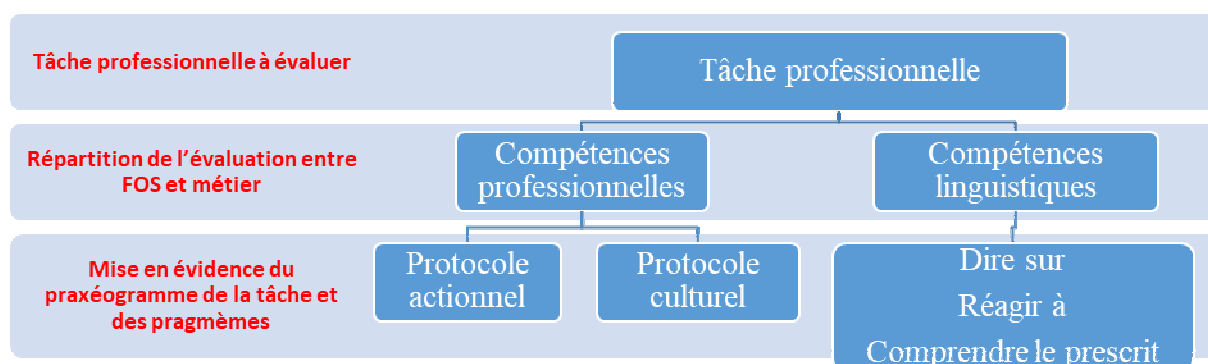 Tâche professionnelle à évaluer
Tâche professionnelle
Répartition de l'évaluation entre
FOS et métier
Compétences
professionnelles
Compétences
linguistiques
Mise en évidence du
praxéogramme de la tâche et
des pragmèmes
Protocole
actionnel
Protocole
culturel
Dire sur
Réagir à
Comprendre le prescrit